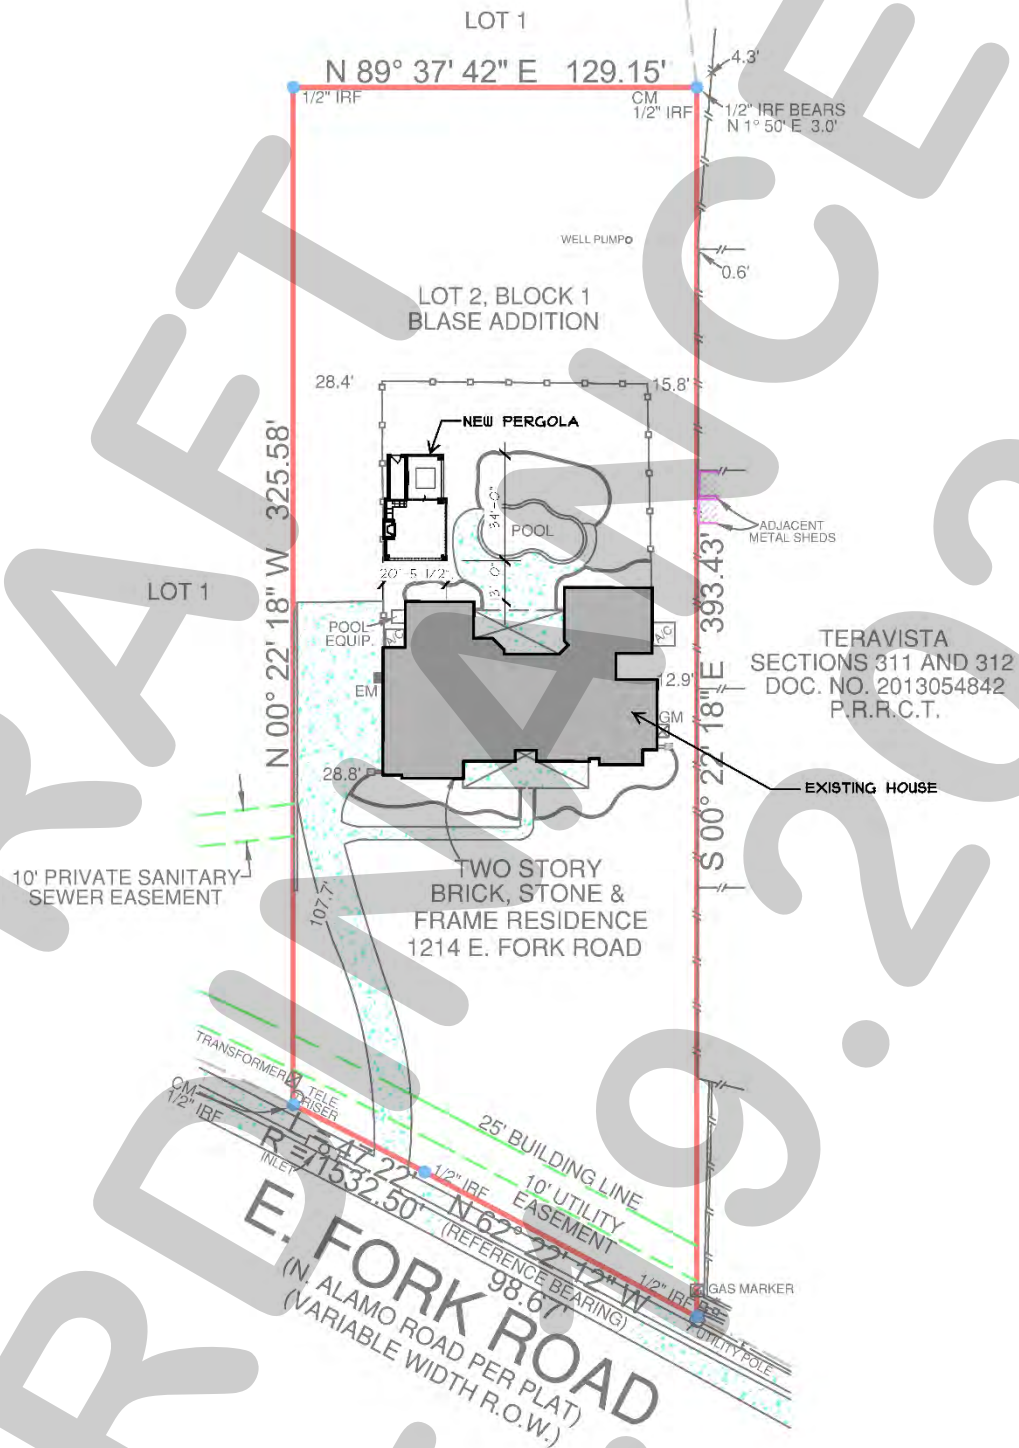 LOT 1
N 89° 37' 42" E 129.15'
4.3'
1/2" IRF
CM
1/2" IRF
1/2" IRF BEARS
N 1° 50' E 3.0'
WELL PUMP
0.6'
LOT 2, BLOCK 1
BLASE ADDITION
28.4'
15.8'
NEW PERGOLA
N 00° 22' 18" W 325.58'
34'-0"
POOL
ADJACENT
METAL SHEDS
20'-5 1/2"
13'-0"
LOT 1
S 00° 22' 18" E 393.43'
POOL
EQUIP.
A/C
A/C
TERAVISTA
SECTIONS 311 AND 312
DOC. NO. 2013054842
P.R.R.C.T.
EM
12.9'
GM
28.8'
EXISTING HOUSE
10' PRIVATE SANITARY
SEWER EASEMENT
107.7'
TWO STORY
BRICK, STONE &
FRAME RESIDENCE
1214 E. FORK ROAD
TRANSFORMER
TELE
RISER
CM
1/2" IRF
L = 47.22'
R = 1532.50'
INLET
1/2" IRF
25' BUILDING LINE
10' UTILITY
EASEMENT
N 62° 22' 12" W
(REFERENCE BEARING)
98.67'
1/2" IRF
GAS MARKER
UTILITY POLE
E. FORK ROAD
(N. ALAMO ROAD PER PLAT)
(VARIABLE WIDTH R.O.W.)